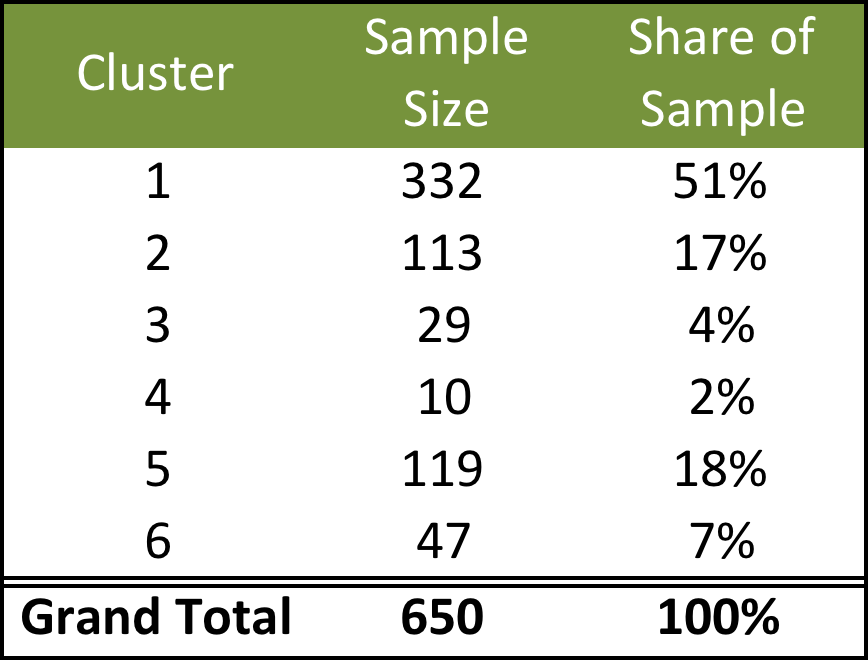 Cluster Sample Size Share of Sample
1 332 51%
2 113 17%
3 29 4%
4 10 2%
5 119 18%
6 47 7%
Grand Total 650 100%